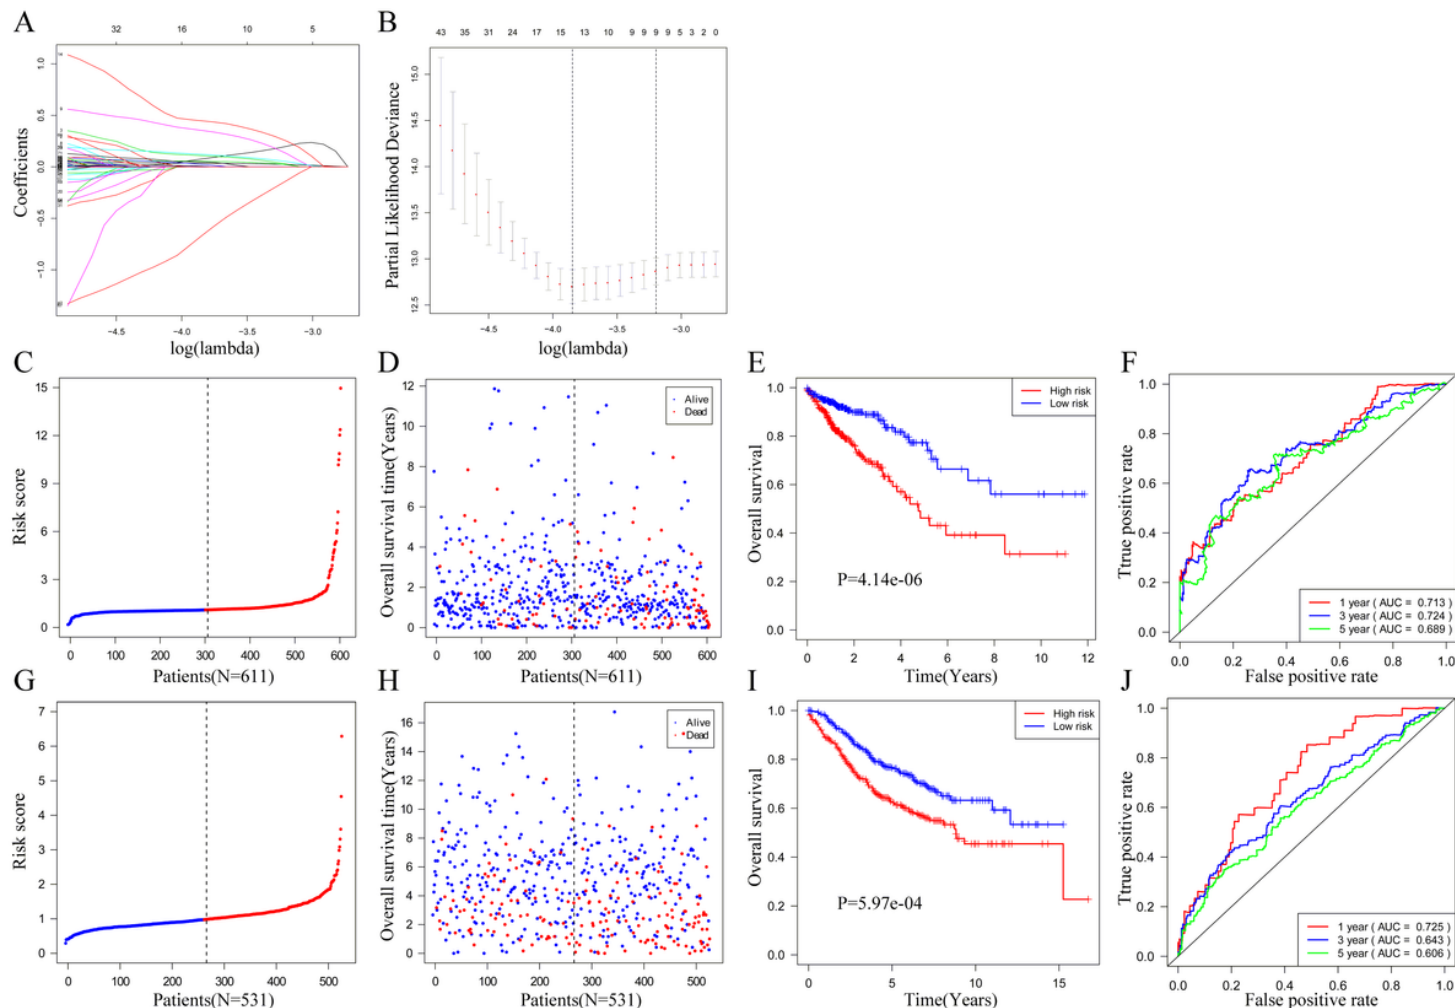 A
32 16 10 5
1.0
0.5
0.0
−0.5
−1.0
Coefficients
−4.5 −4.0 −3.5 −3.0
log(lambda)
B
43 35 31 24 17 15 13 10 9 9 9 5 3 2 0
15.0
14.5
14.0
13.5
13.0
12.5
Partial Likelihood Deviance
−4.5 −4.0 −3.5 −3.0
log(lambda)
C
15
12
9
6
3
0
Risk score
0 100 200 300 400 500 600
Patients(N=611)
D
12
10
8
6
4
2
0
Overall survival time(Years)
Alive
Dead
0 100 200 300 400 500 600
Patients(N=611)
E
1.0
0.8
0.6
0.4
0.2
0.0
Overall survival
High risk
Low risk
P=4.14e-06
0 2 4 6 8 10 12
Time(Years)
F
1.0
0.8
0.6
0.4
0.2
0.0
Ttrue positive rate
1 year ( AUC = 0.713)
3 year ( AUC = 0.724)
5 year ( AUC = 0.689)
0.0 0.2 0.4 0.6 0.8 1.0
False positive rate
G
7
6
5
4
3
2
1
0
Risk score
0 100 200 300 400 500
Patients(N=531)
H
16
14
12
10
8
6
4
2
0
Overall survival time(Years)
Alive
Dead
0 100 200 300 400 500
Patients(N=531)
I
1.0
0.8
0.6
0.4
0.2
0.0
Overall survival
High risk
Low risk
P=5.97e-04
0 5 10 15
Time(Years)
J
1.0
0.8
0.6
0.4
0.2
0.0
Ttrue positive rate
1 year ( AUC = 0.725)
3 year ( AUC = 0.643)
5 year ( AUC = 0.606)
0.0 0.2 0.4 0.6 0.8 1.0
False positive rate